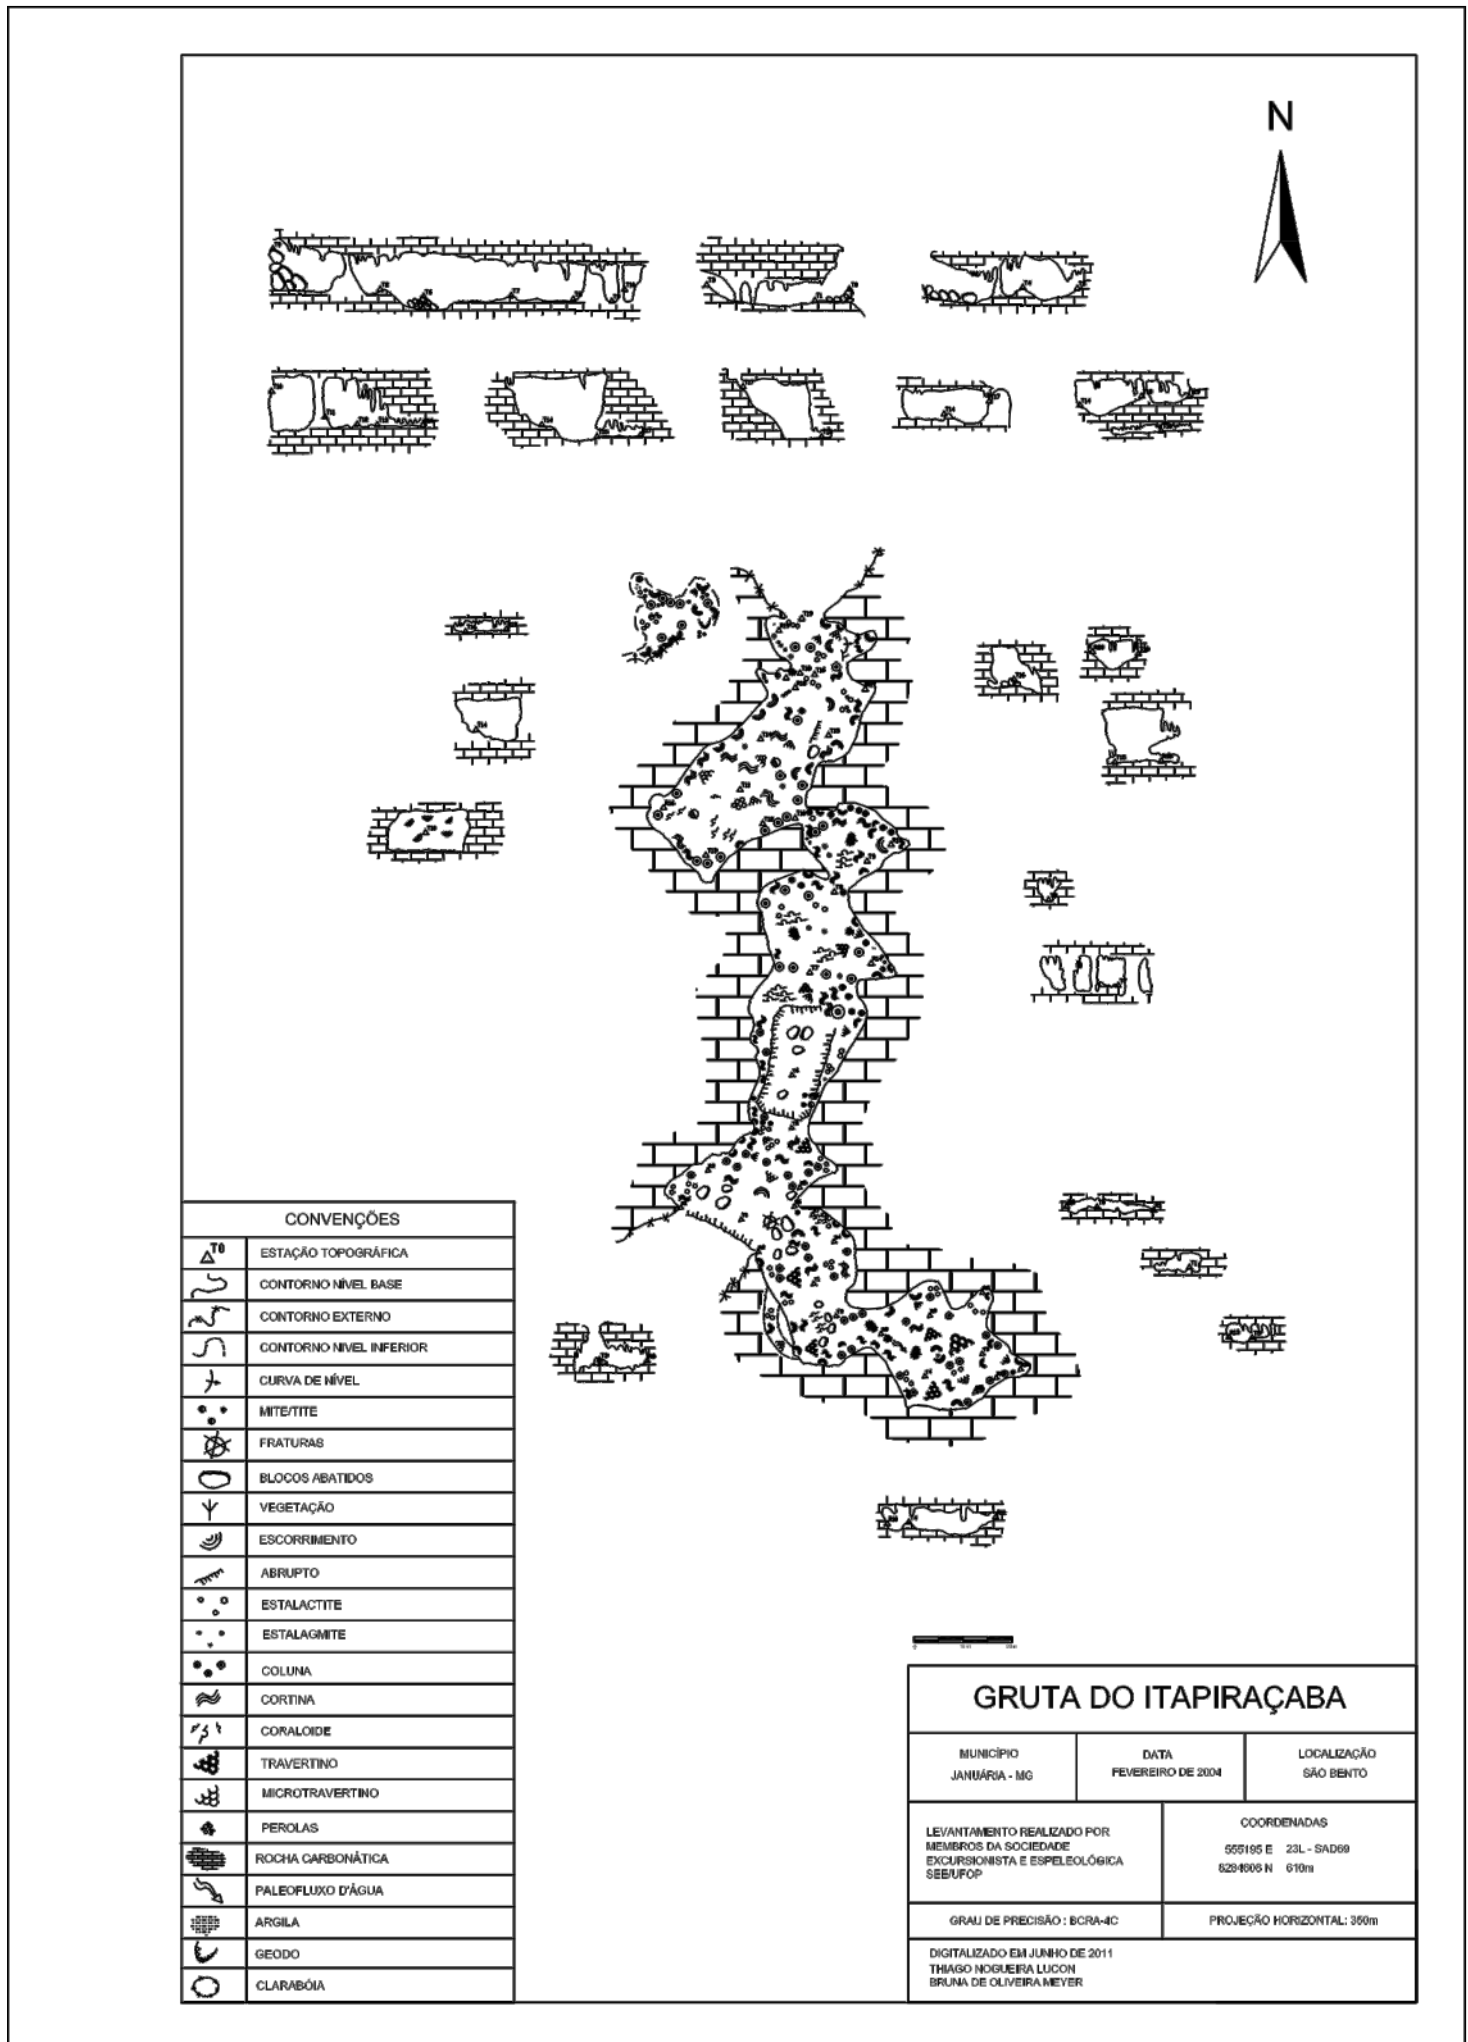 N
CONVENÇÕES
T0
ESTAÇÃO TOPOGRÁFICA
CONTORNO NÍVEL BASE
CONTORNO EXTERNO
CONTORNO NIVEL INFERIOR
CURVA DE NÍVEL
MITE/TITE
FRATURAS
BLOCOS ABATIDOS
VEGETAÇÃO
ESCORRIMENTO
ABRUPTO
ESTALACTITE
ESTALAGMITE
COLUNA
CORTINA
CORALOIDE
TRAVERTINO
MICROTRAVERTINO
PEROLAS
ROCHA CARBONÁTICA
PALEOFLUXO D'ÁGUA
ARGILA
GEODO
CLARABÓIA
GRUTA DO ITAPIRAÇABA
MUNICÍPIO
JANUÁRIA - MG
DATA
FEVEREIRO DE 2004
LOCALIZAÇÃO
SÃO BENTO
LEVANTAMENTO REALIZADO POR
MEMBROS DA SOCIEDADE
EXCURSIONISTA E ESPELEOLÓGICA
SEE/UFOP
COORDENADAS
555195 E 23L - SAD69
8284606 N 610m
GRAU DE PRECISÃO : BCRA-4C
PROJEÇÃO HORIZONTAL: 350m
DIGITALIZADO EM JUNHO DE 2011
THIAGO NOGUEIRA LUCON
BRUNA DE OLIVEIRA MEYER